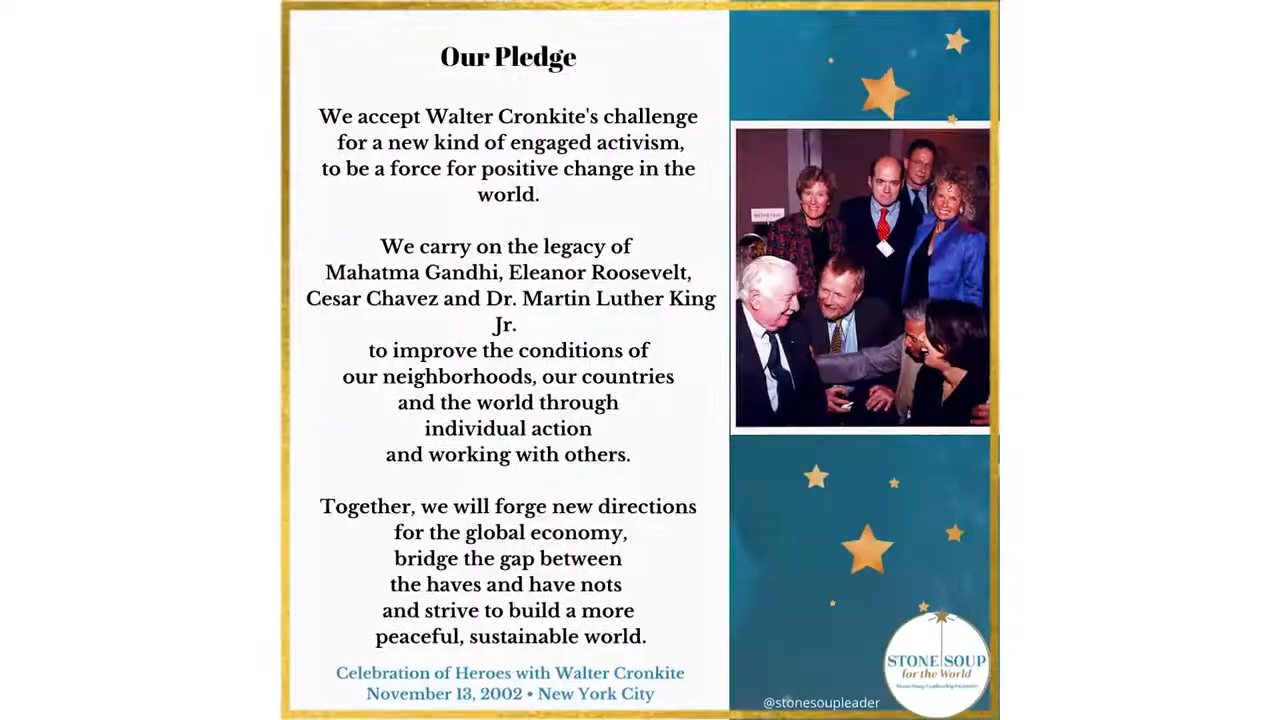 Our Pledge
We accept Walter Cronkite's challenge
for a new kind of engaged activism,
to be a force for positive change in the
world.
We carry on the legacy of
Mahatma Gandhi, Eleanor Roosevelt,
Cesar Chavez and Dr. Martin Luther King
Jr.
to improve the conditions of
our neighborhoods, our countries
and the world through
individual action
and working with others.
Together, we will forge new directions
for the global economy,
bridge the gap between
the haves and have nots
and strive to build a more
peaceful, sustainable world.
Celebration of Heroes with Walter Cronkite
November 13, 2002 • New York City
STONE SOUP
for the World
@stonesoupleader